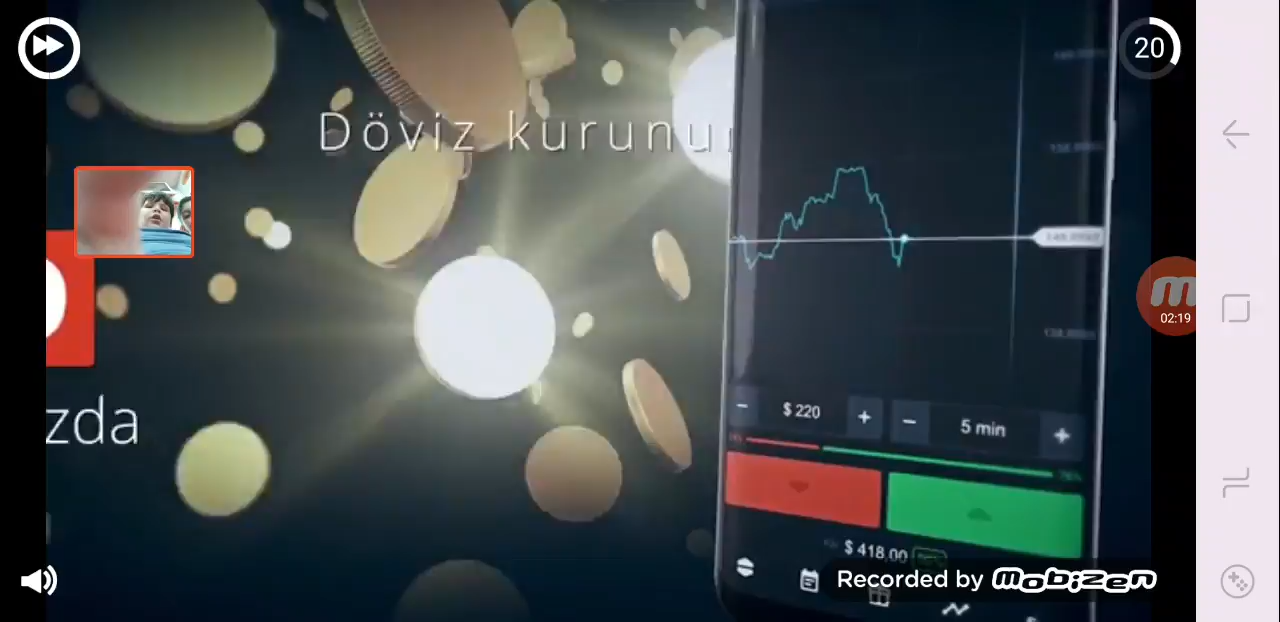 20
Döviz kurunun
02:19
$ 220
5 min
zda
$ 418,00
Recorded by mobizen